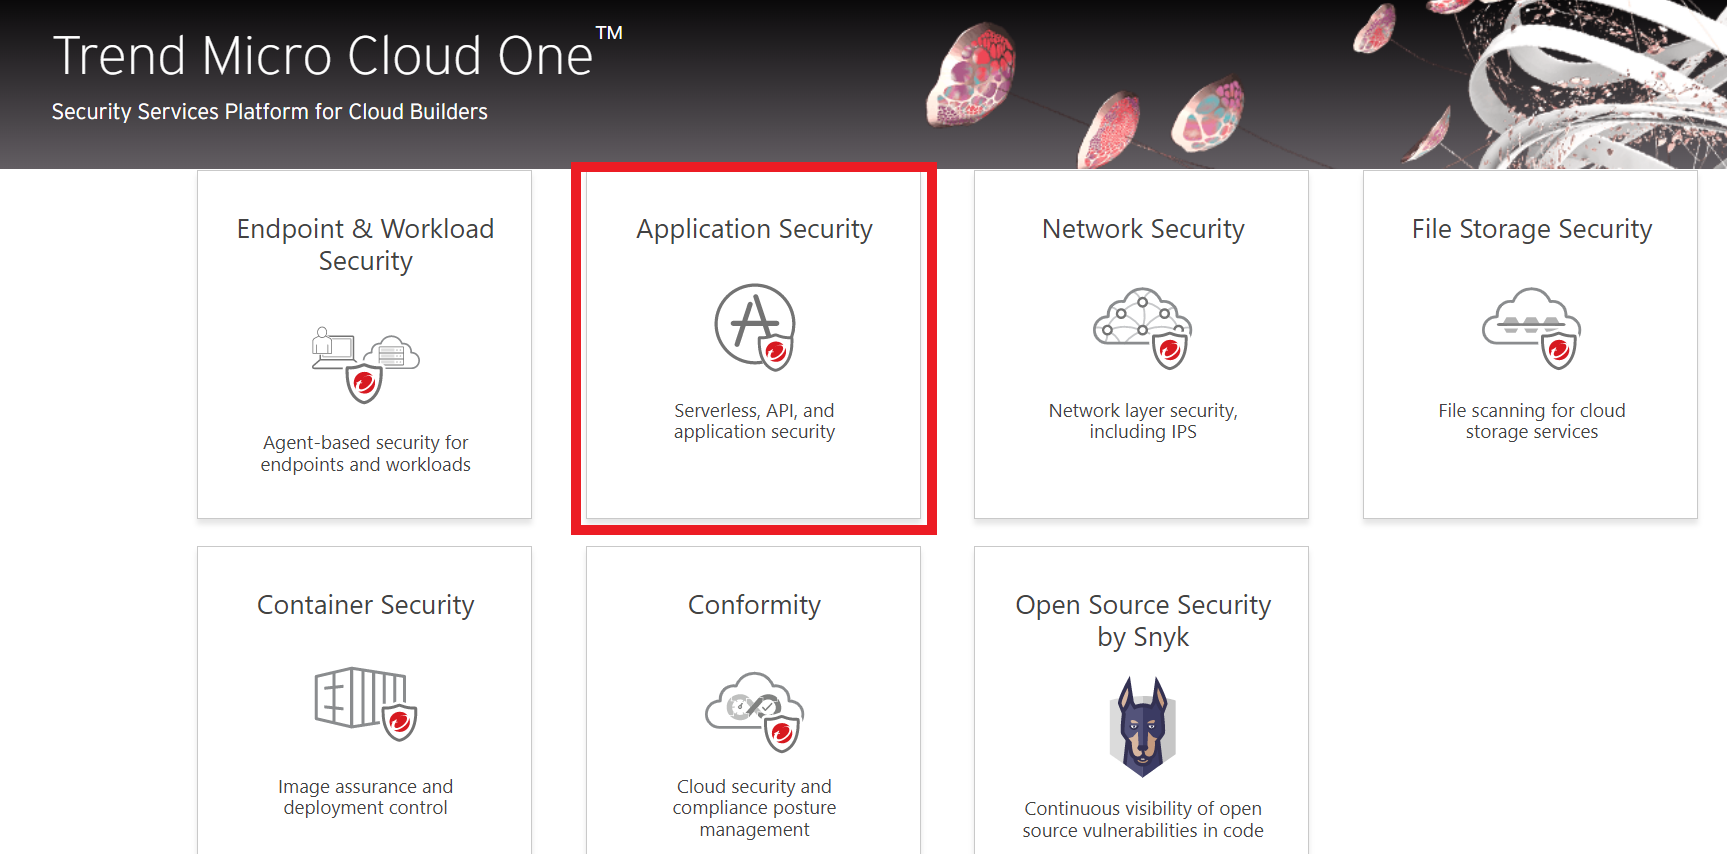 Trend Micro Cloud One™
Security Services Platform for Cloud Builders
Endpoint & Workload
Security
Agent-based security for
endpoints and workloads
Application Security
Serverless, API, and
application security
Network Security
Network layer security,
including IPS
File Storage Security
File scanning for cloud
storage services
Container Security
Image assurance and
deployment control
Conformity
Cloud security and
compliance posture
management
Open Source Security
by Snyk
Continuous visibility of open
source vulnerabilities in code